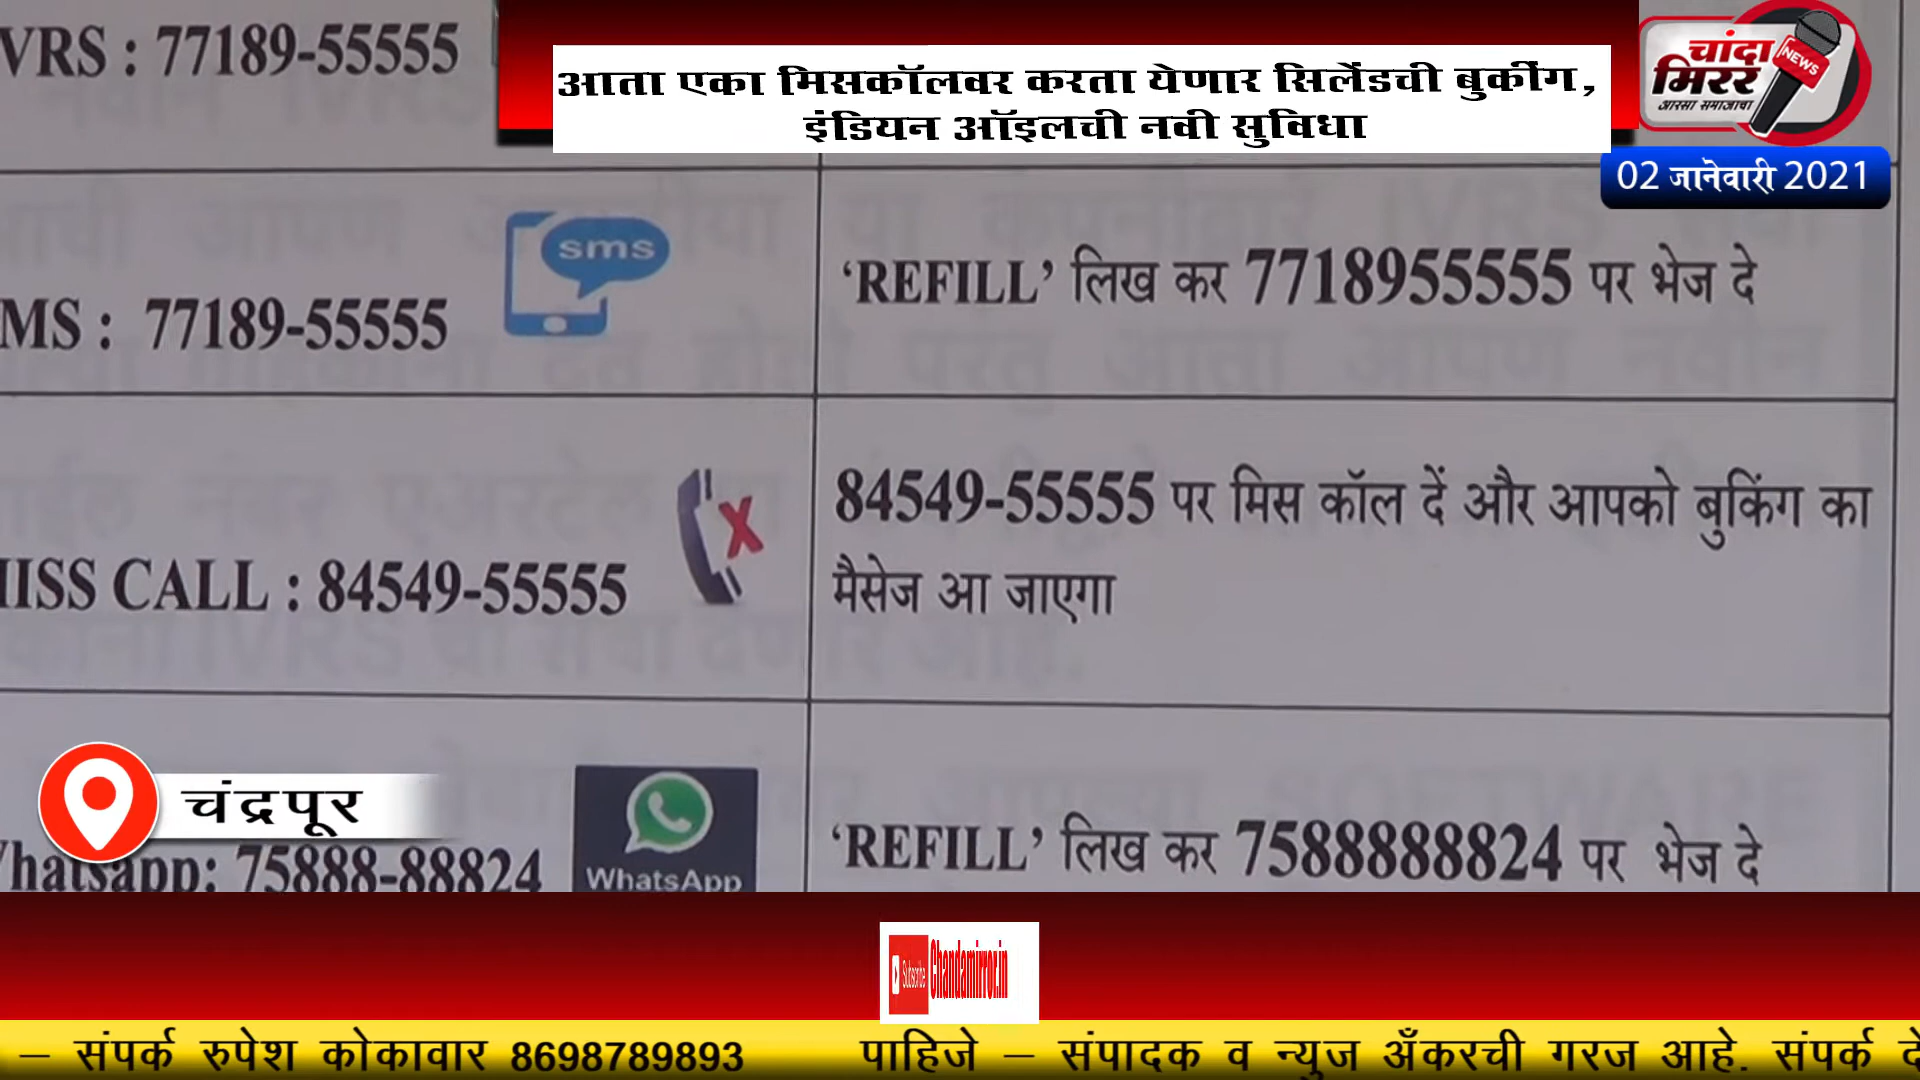 VRS : 77189-55555
आता एका मिसकॉलवर करता येणार सिलेंडची बुकींग,
इंडियन ऑइलची नवी सुविधा
चांदा
मिरर
NEWS
आरसा समाजाचा
02 जानेवारी 2021
MS : 77189-55555
sms
'REFILL' लिख कर 7718955555 पर भेज दे
IISS CALL : 84549-55555
84549-55555 पर मिस कॉल दें और आपको बुकिंग का
मैसेज आ जाएगा
चंद्रपूर
hatsapp: 75888-88824
WhatsApp
'REFILL' लिख कर 7588888824 पर भेज दे
Subscribe
Chandamirror.in
– संपर्क रुपेश कोकावार 8698789893 पाहिजे – संपादक व न्युज अँकरची गरज आहे. संपर्क दे